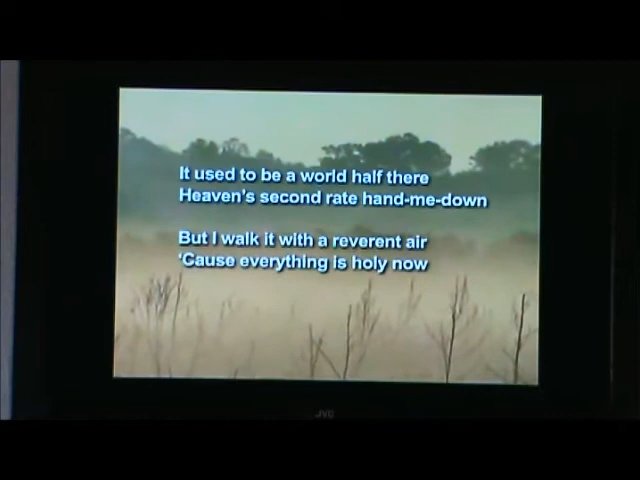 It used to be a world half there
Heaven's second rate hand-me-down
But I walk it with a reverent air
'Cause everything is holy now
JVC